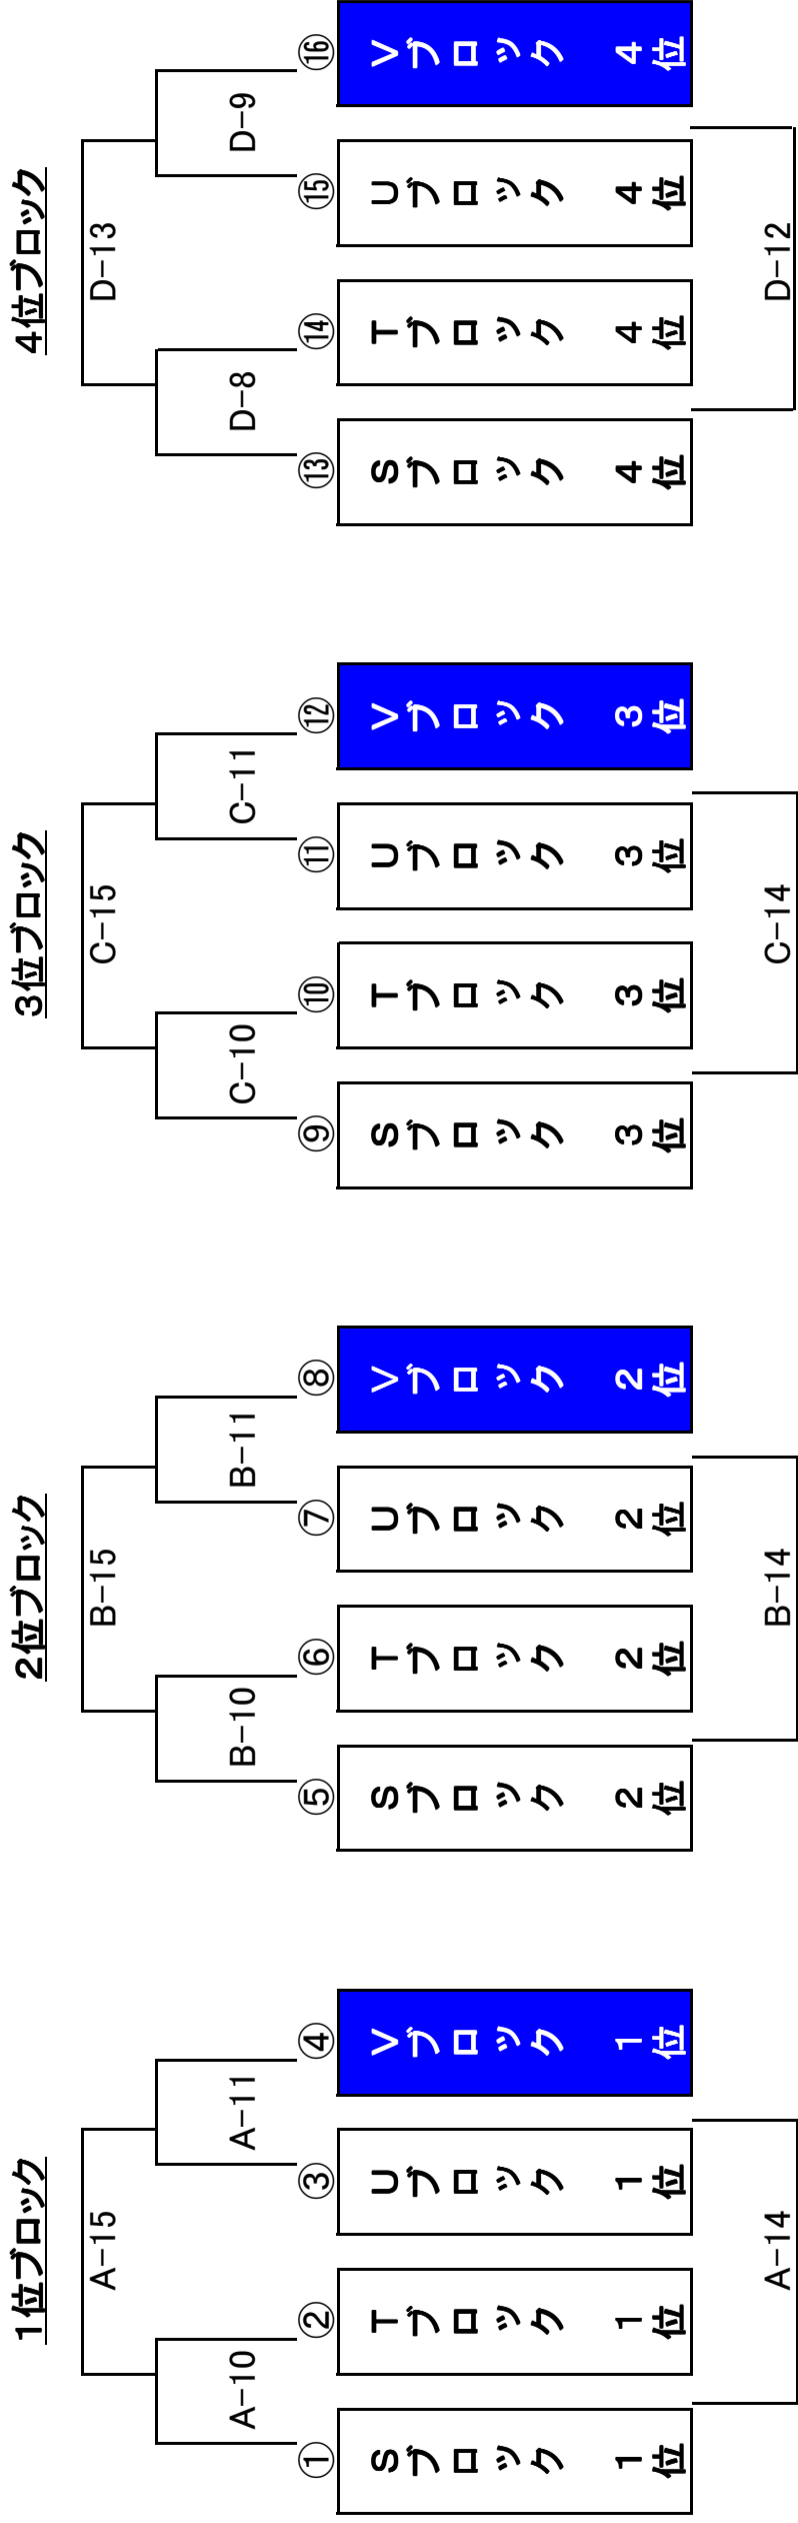 1位ブロック
A-15
A-10
A-11
①
②
③
④
Sブロック 1位
Tブロック 1位
Uブロック 1位
Vブロック 1位
A-14
2位ブロック
B-15
B-10
B-11
⑤
⑥
⑦
⑧
Sブロック 2位
Tブロック 2位
Uブロック 2位
Vブロック 2位
B-14
3位ブロック
C-15
C-10
C-11
⑨
⑩
⑪
⑫
Sブロック 3位
Tブロック 3位
Uブロック 3位
Vブロック 3位
C-14
4位ブロック
D-13
D-8
D-9
⑬
⑭
⑮
⑯
Sブロック 4位
Tブロック 4位
Uブロック 4位
Vブロック 4位
D-12